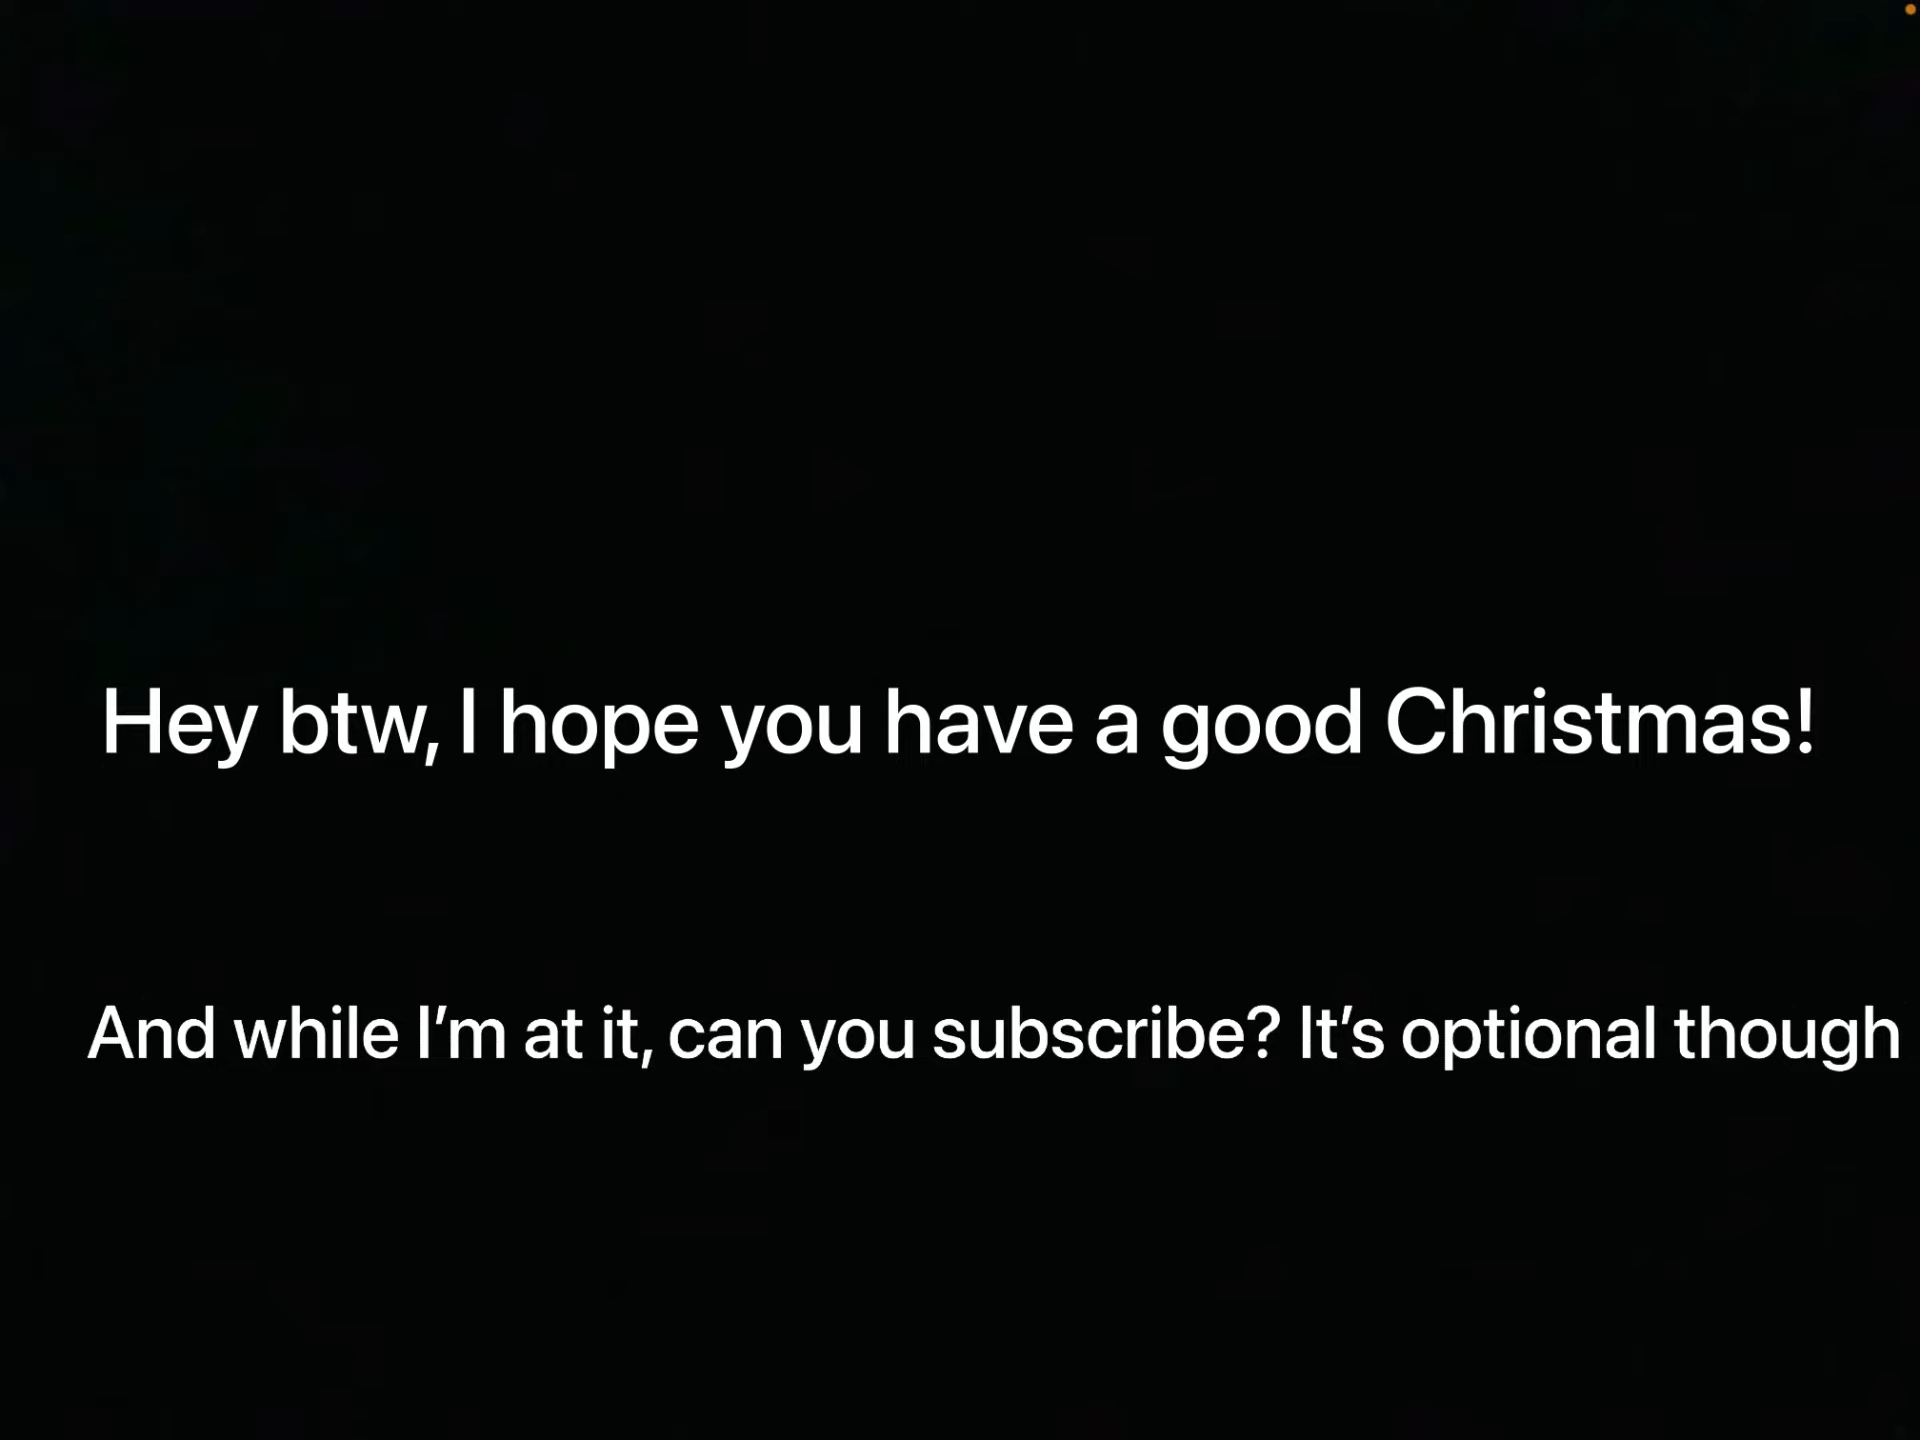 Hey btw, I hope you have a good Christmas!
And while I’m at it, can you subscribe? It’s optional though